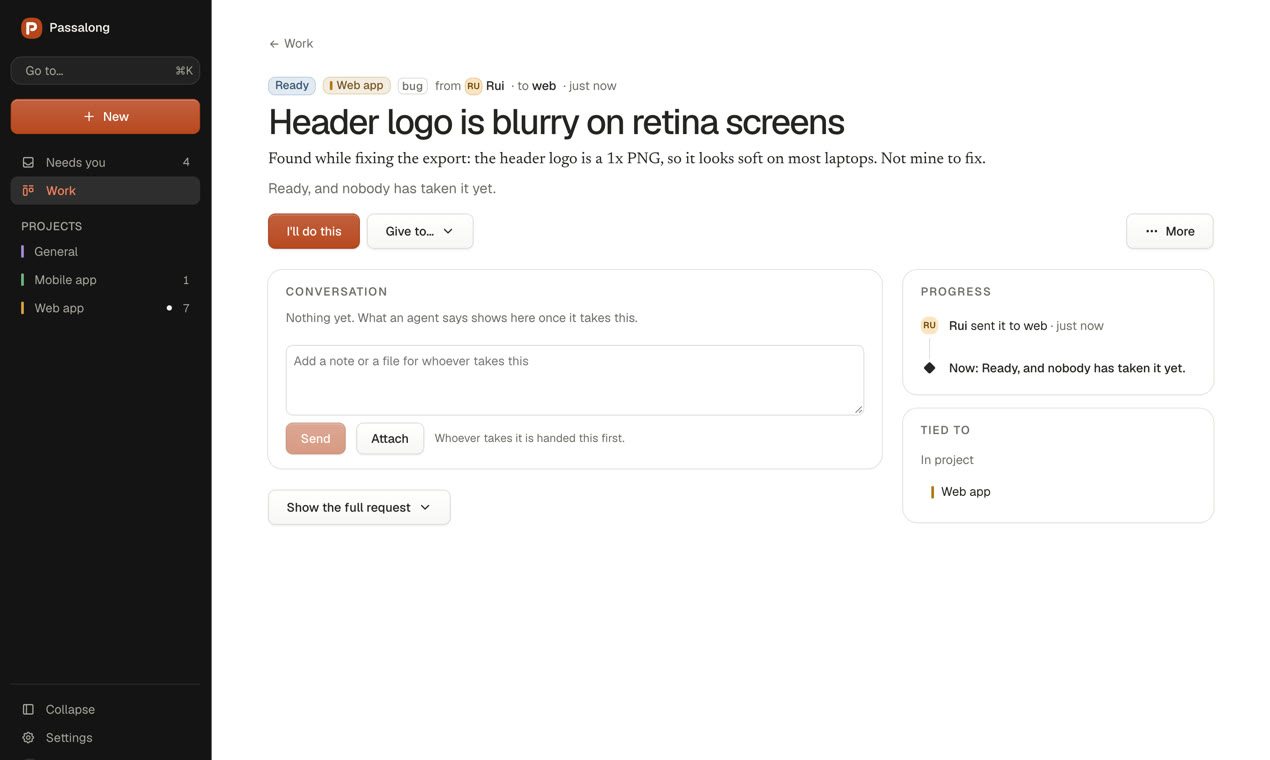 Passalong
Go to... ⌘K
+ New
Needs you 4
Work
PROJECTS
General
Mobile app 1
Web app 7
Collapse
Settings
← Work
Ready Web app bug from RU Rui · to web · just now
Header logo is blurry on retina screens
Found while fixing the export: the header logo is a 1x PNG, so it looks soft on most laptops. Not mine to fix.
Ready, and nobody has taken it yet.
I'll do this
Give to...
··· More
CONVERSATION
Nothing yet. What an agent says shows here once it takes this.
Add a note or a file for whoever takes this
Send
Attach
Whoever takes it is handed this first.
Show the full request
PROGRESS
RU Rui sent it to web · just now
Now: Ready, and nobody has taken it yet.
TIED TO
In project
Web app